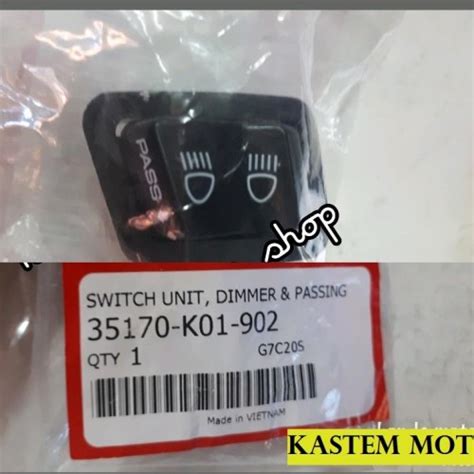 PASS
shop
SWITCH UNIT, DIMMER & PASSING
35170-K01-902
QTY 1
G7C20S
Made in VIETNAM
KASTEM MOT